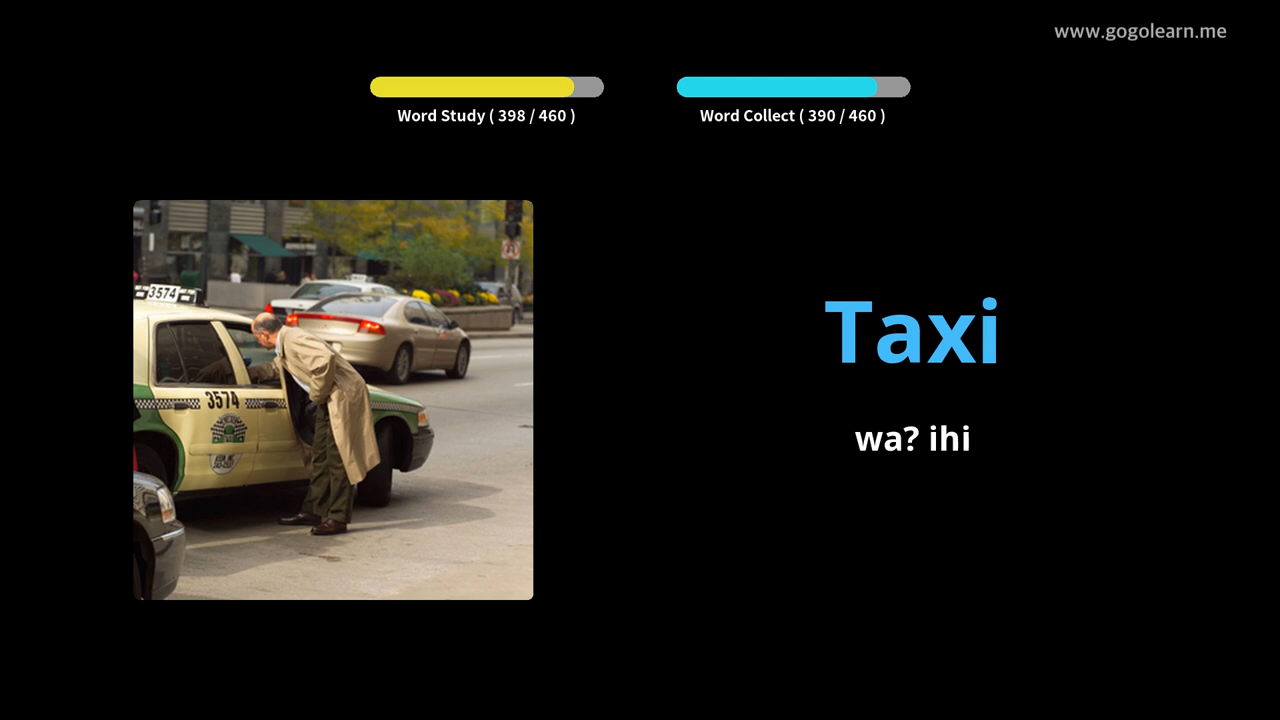 www.gogolearn.me
Word Study ( 398 / 460 )
Word Collect ( 390 / 460 )
3574
3574
Taxi
wa? ihi